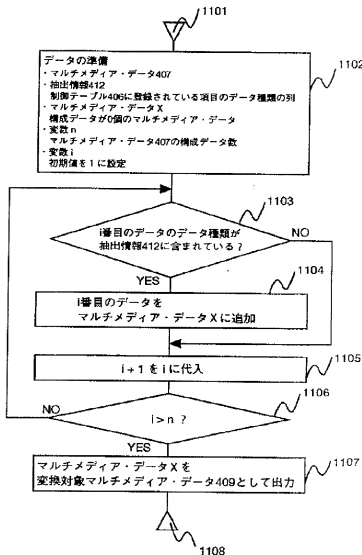 1101
データの準備
・マルチメディア・データ407
・抽出情報412
制御テーブル406に登録されている項目のデータ種類の列
・マルチメディア・データX
構成データが0個のマルチメディア・データ
・変数n
マルチメディア・データ407の構成データ数
・変数i
初期値を1に設定
1102
1103
i番目のデータのデータ種類が
抽出情報412に含まれている?
NO
YES
1104
i番目のデータを
マルチメディア・データXに追加
1105
i+1をiに代入
1106
NO
i>n ?
YES
1107
マルチメディア・データXを
変換対象マルチメディア・データ409として出力
1108